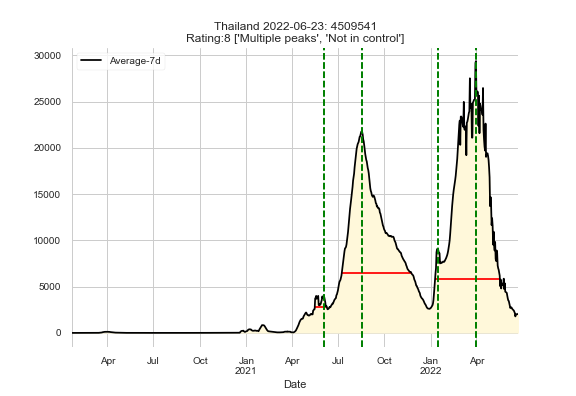 Thailand 2022-06-23: 4509541
Rating:8 ['Multiple peaks', 'Not in control']
30000
Average-7d
25000
20000
15000
10000
5000
0
Apr Jul Oct Jan Apr Jul Oct Jan Apr
2021 2022
Date